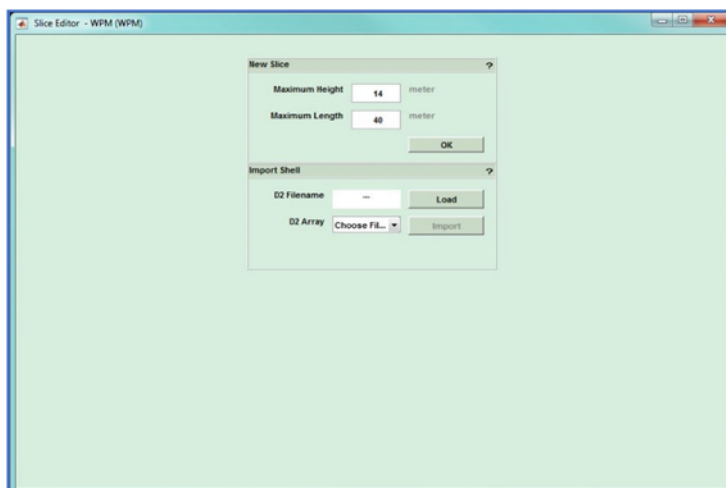 Slice Editor - WPM (WPM)
New Slice ?
Maximum Height 14 meter
Maximum Length 40 meter
OK
Import Shell ?
D2 Filename --- Load
D2 Array Choose Fil... Import